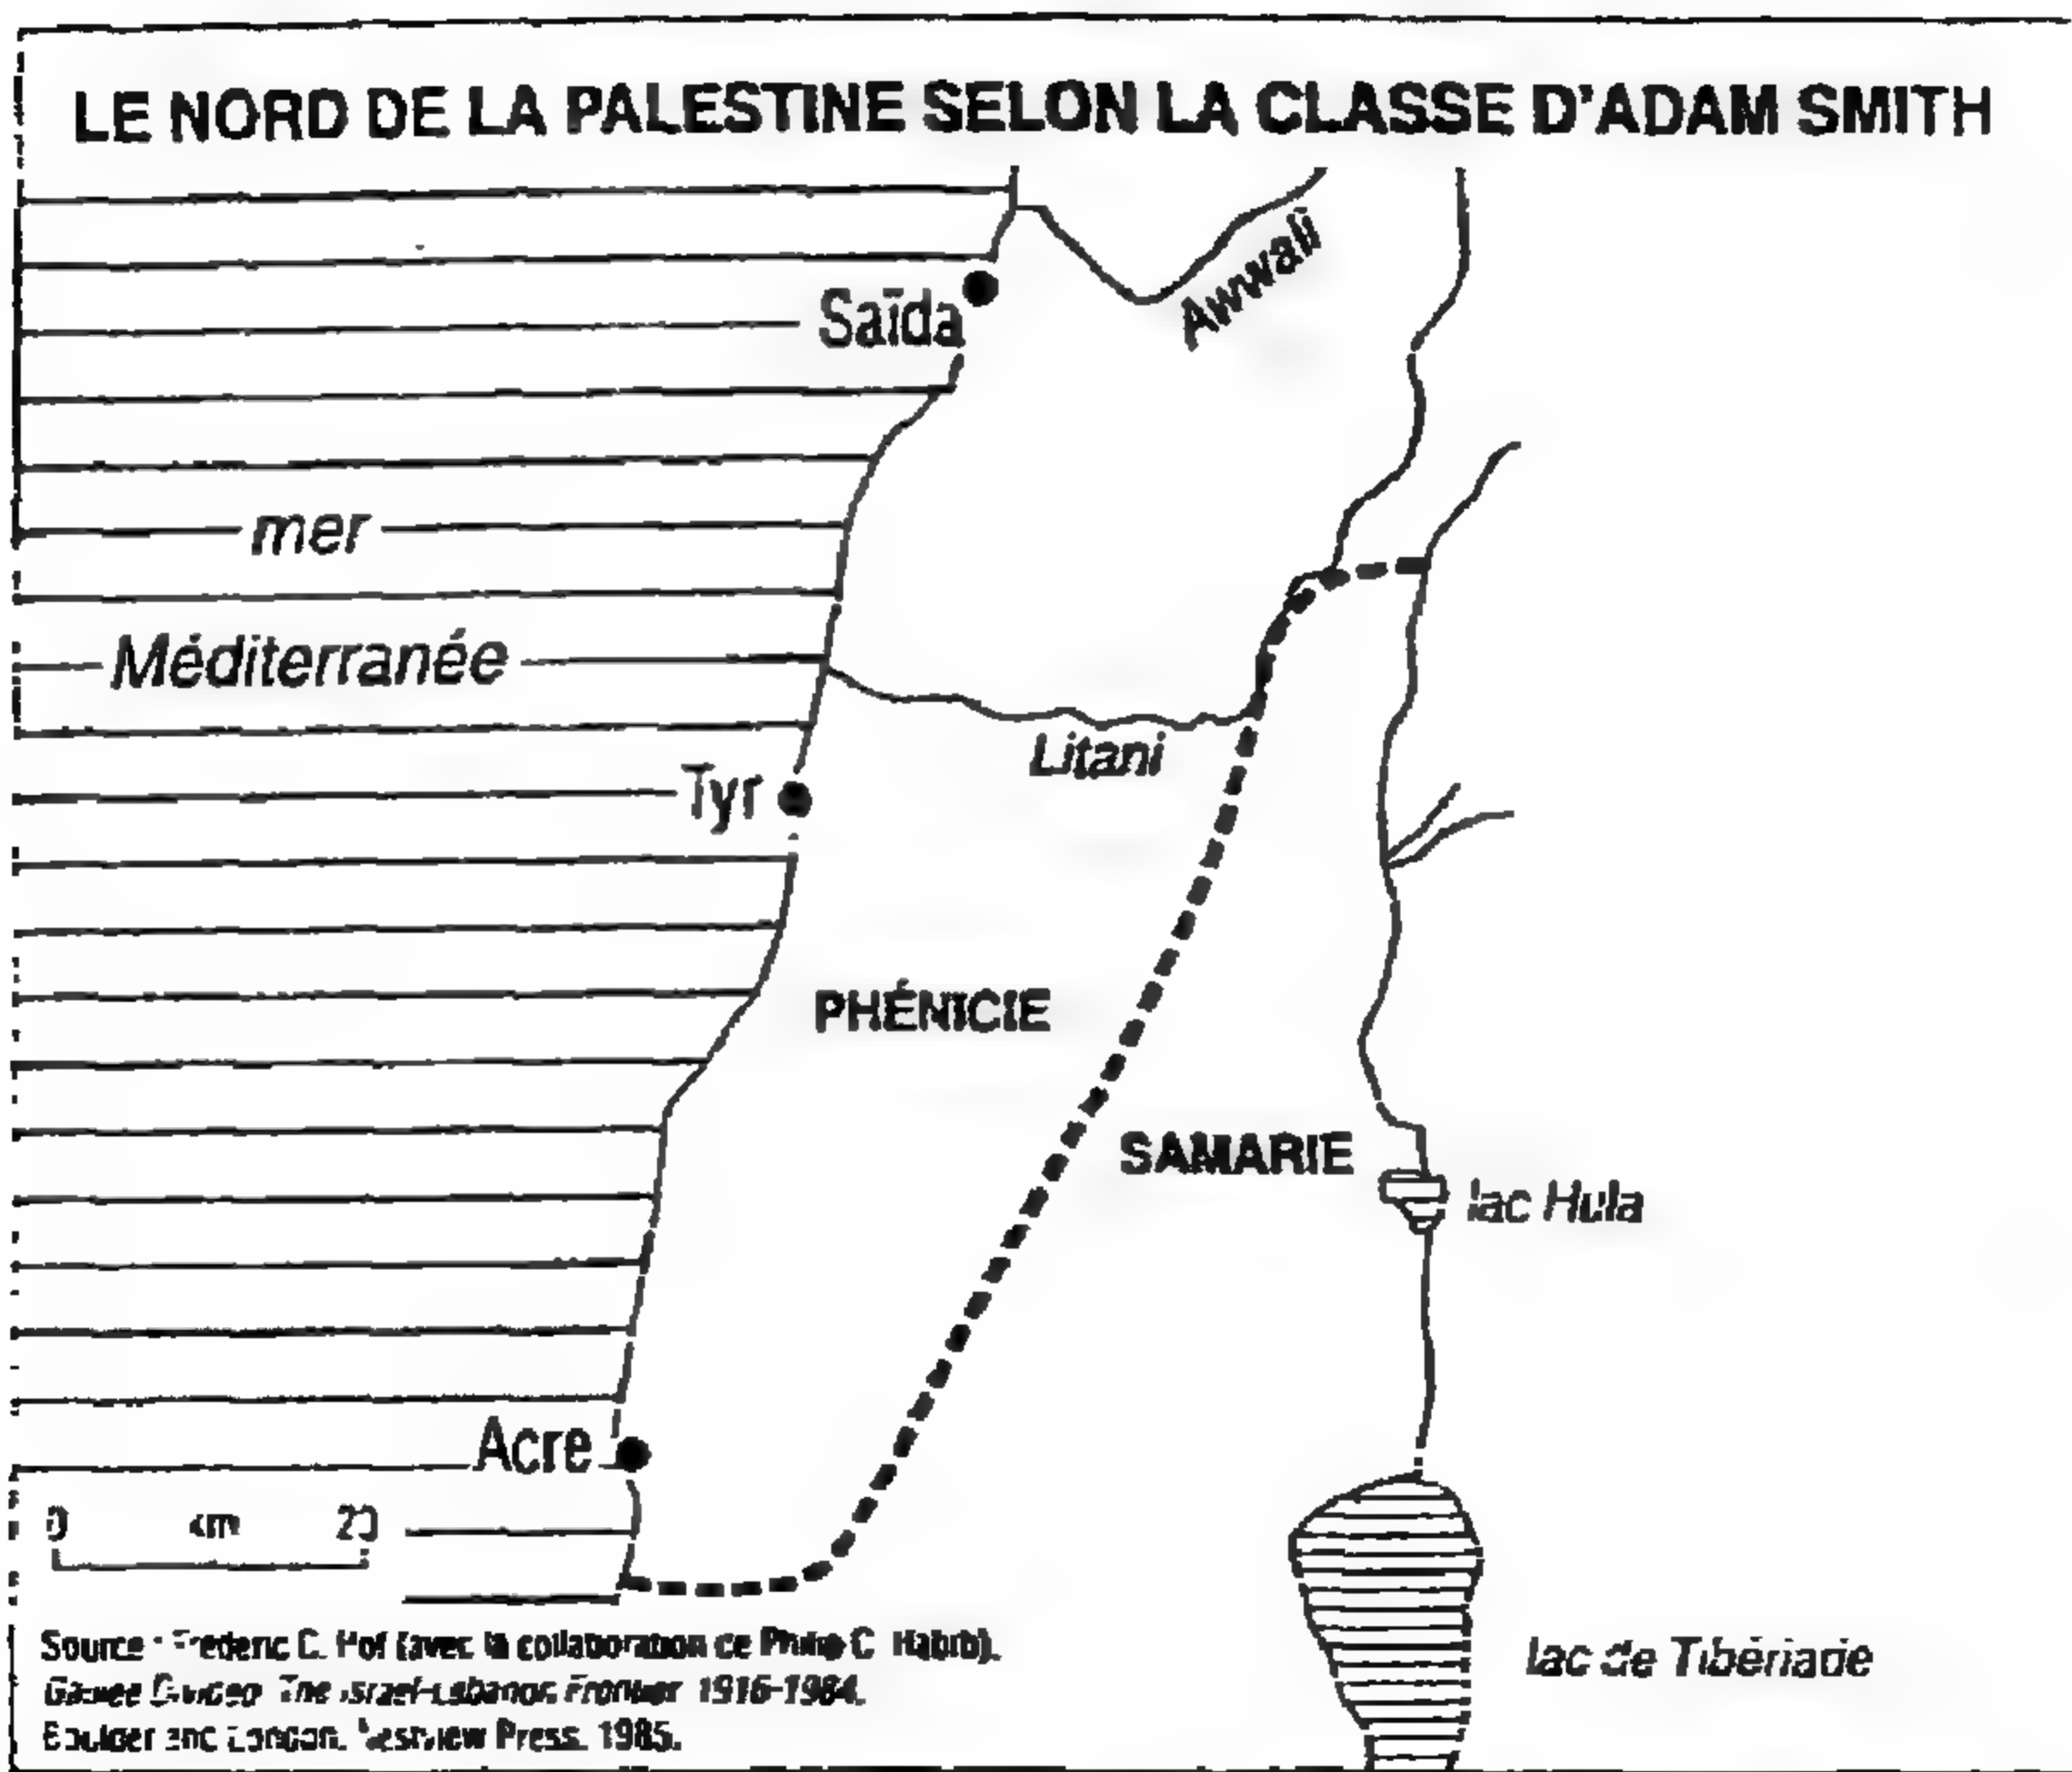 LE NORD DE LA PALESTINE SELON LA CLASSE D'ADAM SMITH
Awwali
Saïda
mer
Méditerranée
Litani
Tyr
PHÉNICIE
SAMARIE
lac Hula
Acre
0 km 20
lac de Tibériade
Source : Frederic C. Hof (avec la collaboration de Philip C. Habib),
Galilee Divided The Israel-Lebanon Frontier 1916-1984.
Boulder and London, Westview Press. 1985.